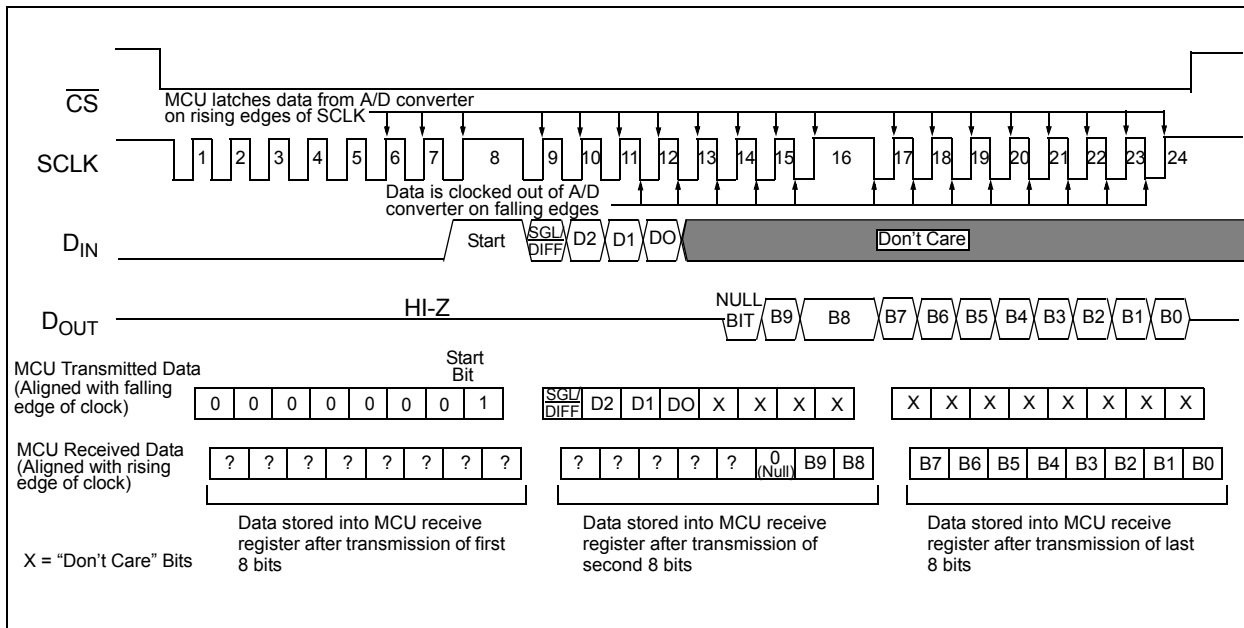 CS
MCU latches data from A/D converter
on rising edges of SCLK
SCLK
1 2 3 4 5 6 7 8 9 10 11 12 13 14 15 16 17 18 19 20 21 22 23 24
Data is clocked out of A/D
converter on falling edges
DIN
Start
SGL/
DIFF
D2 D1 DO
Don't Care
HI-Z
DOUT
NULL
BIT
B9 B8 B7 B6 B5 B4 B3 B2 B1 B0
MCU Transmitted Data
(Aligned with falling
edge of clock)
Start
Bit
0 0 0 0 0 0 0 1
SGL/
DIFF
D2 D1 DO X X X X
X X X X X X X X
MCU Received Data
(Aligned with rising
edge of clock)
? ? ? ? ? ? ? ?
? ? ? ? ? 0
(Null)
B9 B8
B7 B6 B5 B4 B3 B2 B1 B0
Data stored into MCU receive
register after transmission of first
8 bits
Data stored into MCU receive
register after transmission of
second 8 bits
Data stored into MCU receive
register after transmission of last
8 bits
X = “Don’t Care” Bits